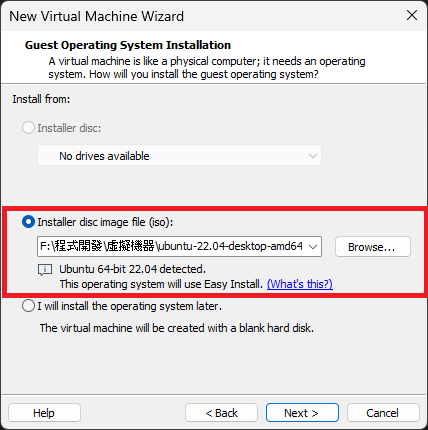 New Virtual Machine Wizard
Guest Operating System Installation
A virtual machine is like a physical computer; it needs an operating
system. How will you install the guest operating system?
Install from:
Installer disc:
No drives available
Installer disc image file (iso):
F:\程式開發\虛擬機器\ubuntu-22.04-desktop-amd64
Browse...
Ubuntu 64-bit 22.04 detected.
This operating system will use Easy Install. (What's this?)
I will install the operating system later.
The virtual machine will be created with a blank hard disk.
Help
< Back
Next >
Cancel